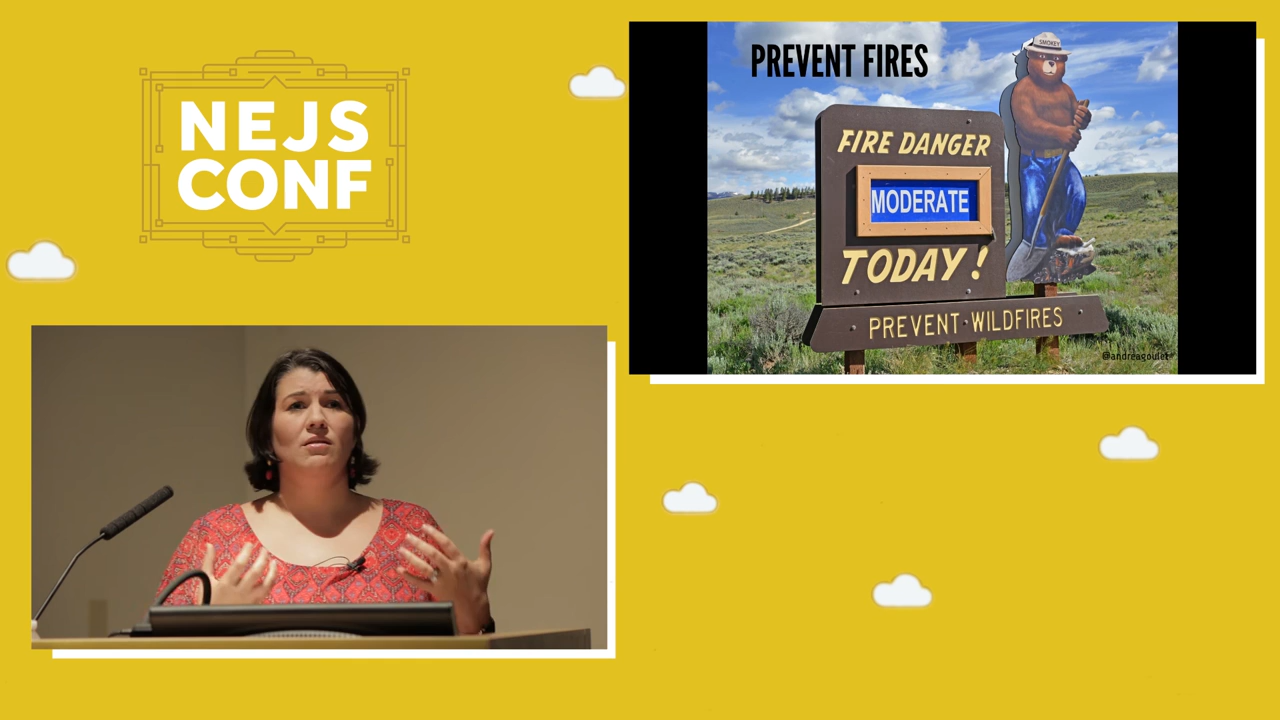 NEJS
CONF
PREVENT FIRES
SMOKEY
FIRE DANGER
MODERATE
TODAY!
PREVENT·WILDFIRES
@andreagoulet